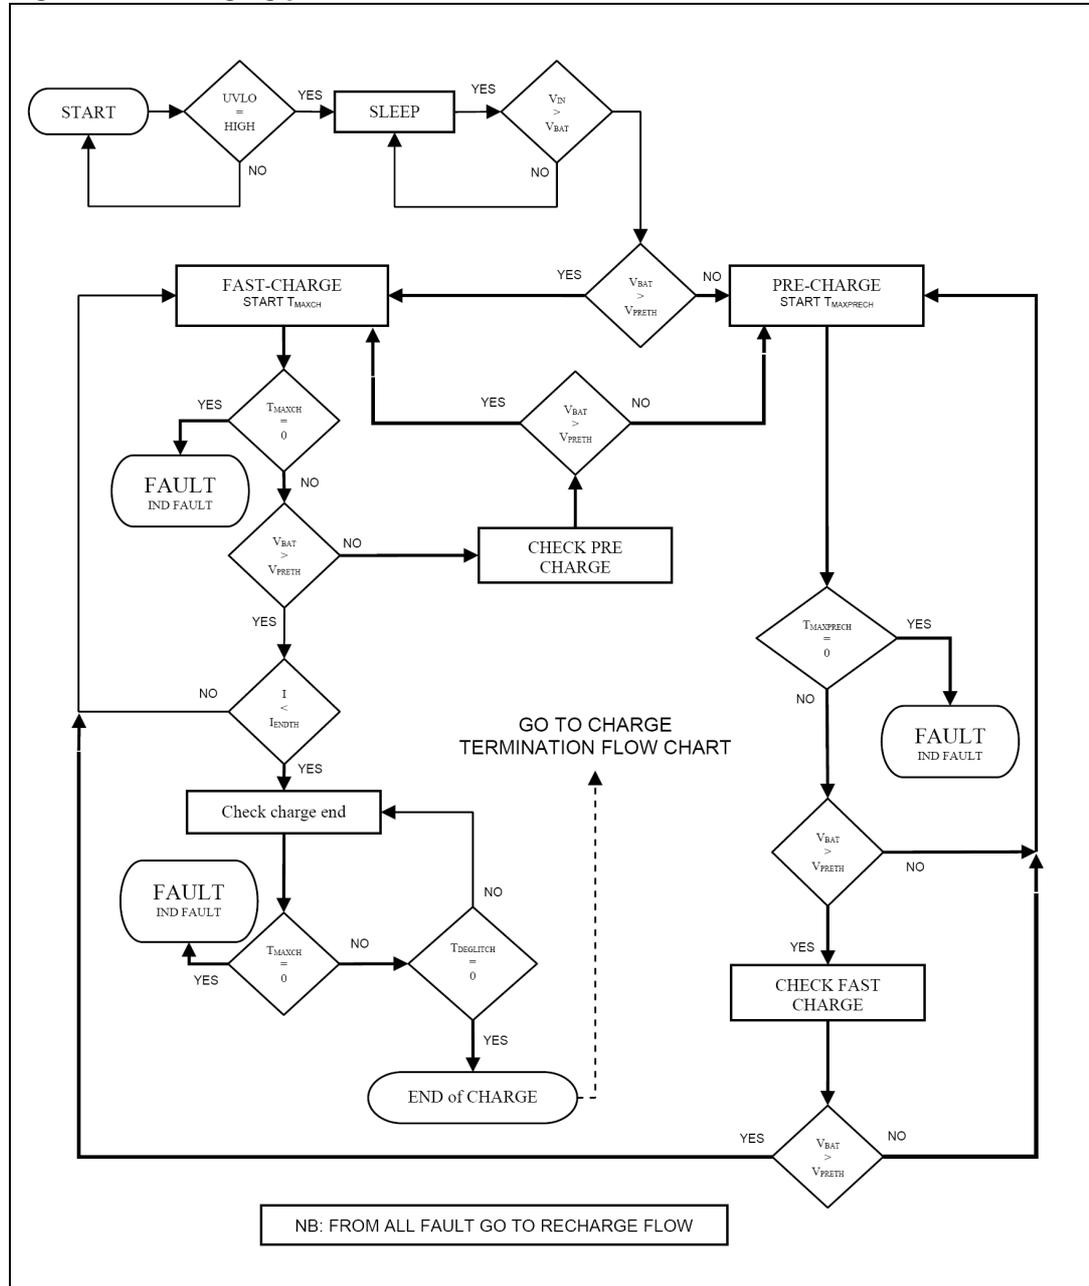 START
UVLO
=
HIGH
YES
NO
SLEEP
YES
VIN
>
VBAT
NO
FAST-CHARGE
START TMAXCH
YES
VBAT
>
VPRETH
NO
PRE-CHARGE
START TMAXPRECH
YES
TMAXCH
=
0
NO
FAULT
IND FAULT
YES
VBAT
>
VPRETH
NO
VBAT
>
VPRETH
NO
YES
CHECK PRE
CHARGE
TMAXPRECH
=
0
YES
NO
FAULT
IND FAULT
I
<
IENDTH
NO
YES
GO TO CHARGE
TERMINATION FLOW CHART
Check charge end
VBAT
>
VPRETH
NO
YES
FAULT
IND FAULT
TMAXCH
=
0
YES
NO
TDEGLITCH
=
0
NO
YES
CHECK FAST
CHARGE
END of CHARGE
YES
VBAT
>
VPRETH
NO
NB: FROM ALL FAULT GO TO RECHARGE FLOW